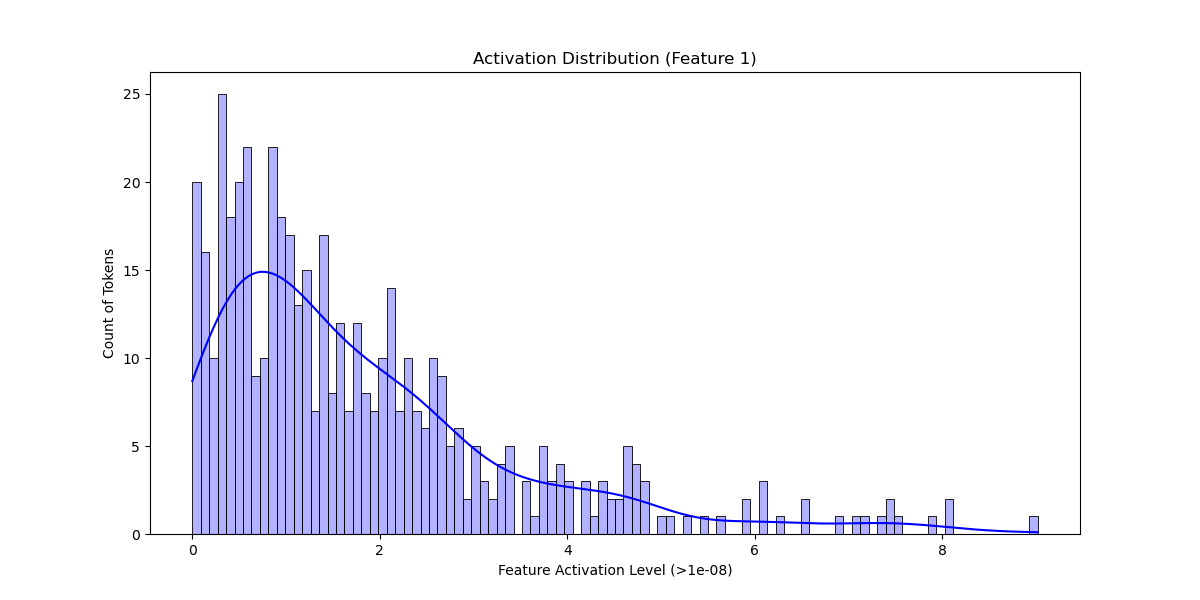 Activation Distribution (Feature 1)
25
20
15
10
5
0
Count of Tokens
0 2 4 6 8
Feature Activation Level (>1e-08)